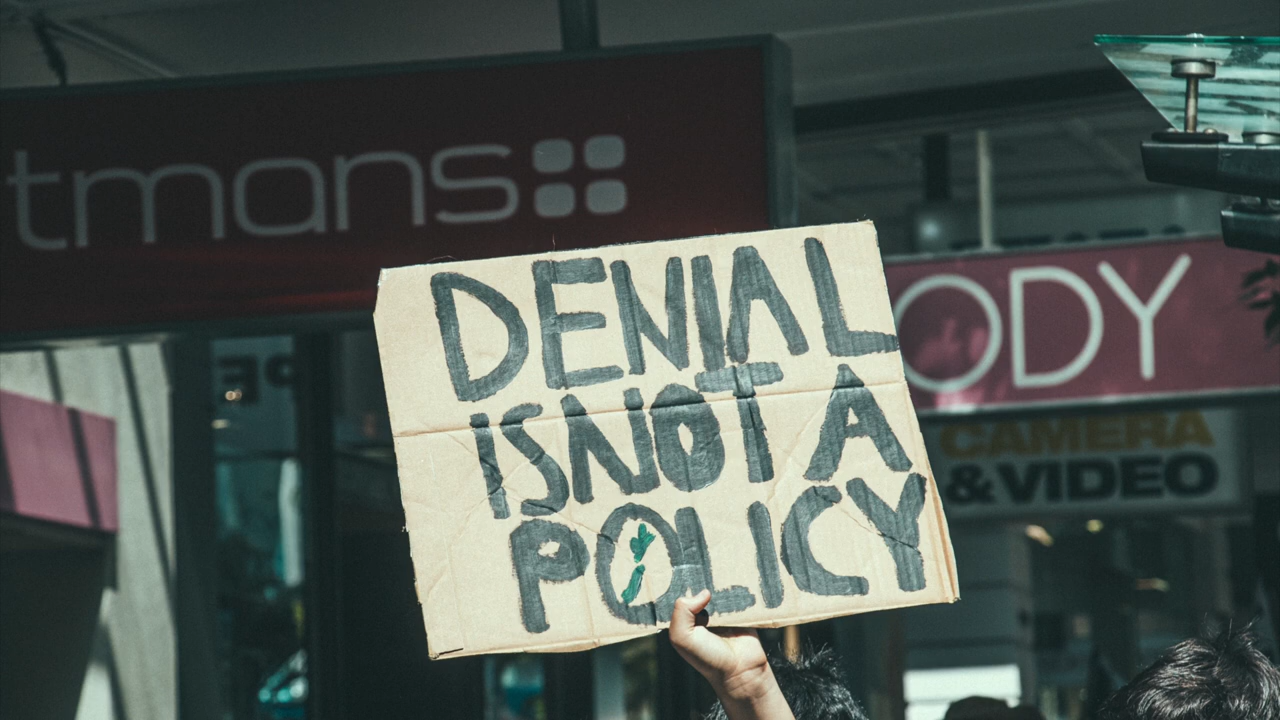 tmans
DENIAL
IS NOT A
POLICY
ODY
CAMERA
& VIDEO